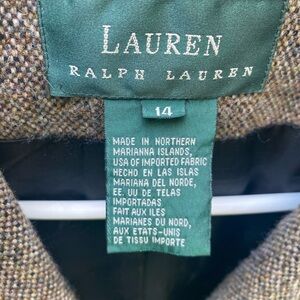 LAUREN
RALPH LAUREN
14
MADE IN NORTHERN
MARIANNA ISLANDS,
USA OF IMPORTED FABRIC
HECHO EN LAS ISLAS
MARIANA DEL NORDE,
EE. UU DE TELAS
IMPORTADAS
FAIT AUX ILES
MARIANES DU NORD,
AUX ETATS-UNIS
DE TISSU IMPORTE